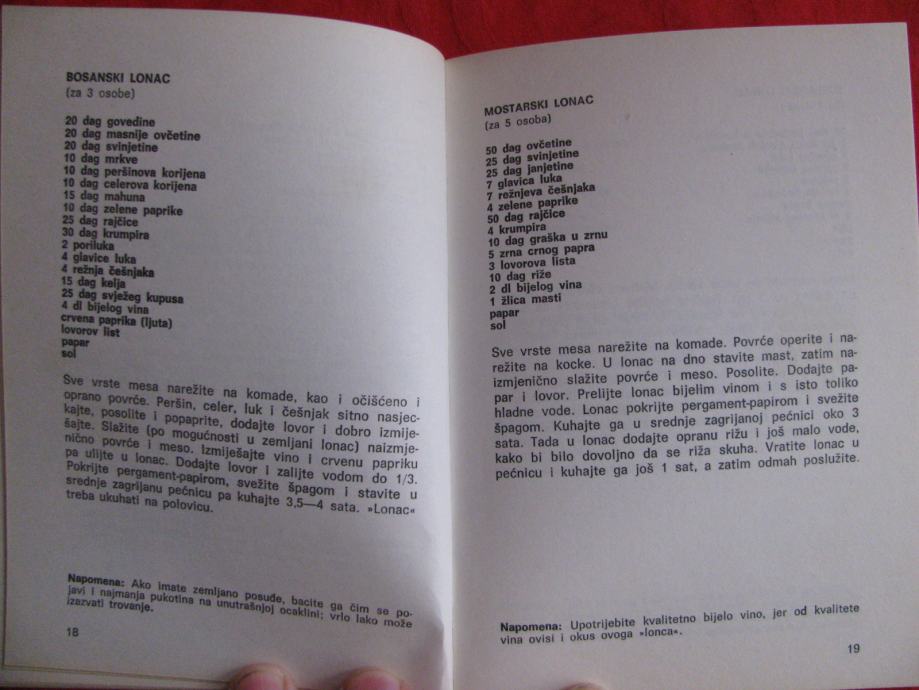 BOSANSKI LONAC
(za 3 osobe)
20 dag govedine
20 dag masnije ovčetine
20 dag svinjetine
10 dag mrkve
10 dag peršinova korijena
10 dag celerova korijena
15 dag mahuna
10 dag zelene paprike
25 dag rajčice
30 dag krumpira
2 poriluka
4 glavice luka
4 režnja češnjaka
15 dag kelja
25 dag svježeg kupusa
4 dl bijelog vina
crvena paprika (ljuta)
lovorov list
papar
sol
Sve vrste mesa narežite na komade, kao i očišćeno i
oprano povrće. Peršin, celer, luk i češnjak sitno nasjec-
kajte, posolite i popaprite, dodajte lovor i dobro izmije-
šajte. Slažite (po mogućnosti u zemljani lonac) naizmje-
nično povrće i meso. Izmiješajte vino i crvenu papriku
pa ulijte u lonac. Dodajte lovor i zalijte vodom do 1/3.
Pokrijte pergament-papirom, svežite špagom i stavite u
srednje zagrijanu pećnicu pa kuhajte 3,5—4 sata. »Lonac«
treba ukuhati na polovicu.
Napomena: Ako imate zemljano posuđe, bacite ga čim se po-
javi i najmanja pukotina na unutrašnjoj ocaklini; vrlo lako može
izazvati trovanje.
18
MOSTARSKI LONAC
(za 5 osoba)
50 dag ovčetine
25 dag svinjetine
25 dag janjetine
7 glavica luka
7 režnjeva češnjaka
4 zelene paprike
50 dag rajčice
4 krumpira
10 dag graška u zrnu
5 zrna crnog papra
3 lovorova lista
10 dag riže
2 dl bijelog vina
1 žlica masti
papar
sol
Sve vrste mesa narežite na komade. Povrće operite i na-
režite na kocke. U lonac na dno stavite mast, zatim na-
izmjenično slažite povrće i meso. Posolite. Dodajte pa-
par i lovor. Prelijte lonac bijelim vinom i s isto toliko
hladne vode. Lonac pokrijte pergament-papirom i svežite
špagom. Kuhajte ga u srednje zagrijanoj pećnici oko 3
sata. Tada u lonac dodajte opranu rižu i još malo vode,
kako bi bilo dovoljno da se riža skuha. Vratite lonac u
pećnicu i kuhajte ga još 1 sat, a zatim odmah poslužite.
Napomena: Upotrijebite kvalitetno bijelo vino, jer od kvalitete
vina ovisi i okus ovoga »lonca«.
19